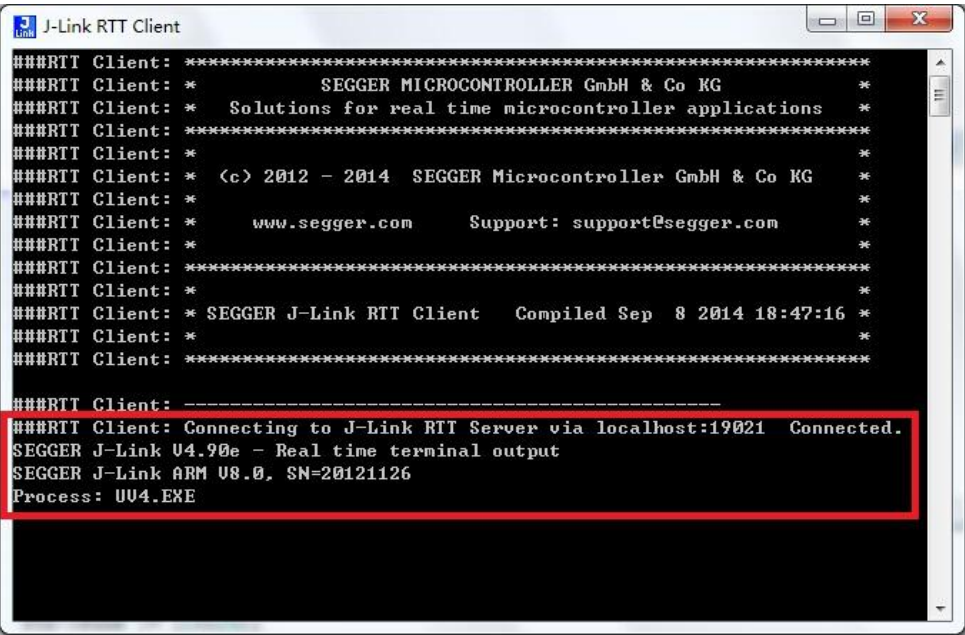 J-Link RTT Client
###RTT Client: ************************************************************
###RTT Client: * SEGGER MICROCONTROLLER GmbH & Co KG *
###RTT Client: * Solutions for real time microcontroller applications *
###RTT Client: ************************************************************
###RTT Client: * *
###RTT Client: * (c) 2012 - 2014 SEGGER Microcontroller GmbH & Co KG *
###RTT Client: * *
###RTT Client: * www.segger.com Support: support@segger.com *
###RTT Client: * *
###RTT Client: ************************************************************
###RTT Client: * *
###RTT Client: * SEGGER J-Link RTT Client Compiled Sep 8 2014 18:47:16 *
###RTT Client: * *
###RTT Client: ************************************************************
###RTT Client: -----------------------------------------------
###RTT Client: Connecting to J-Link RTT Server via localhost:19021 Connected.
SEGGER J-Link V4.90e - Real time terminal output
SEGGER J-Link ARM V8.0, SN=20121126
Process: UV4.EXE